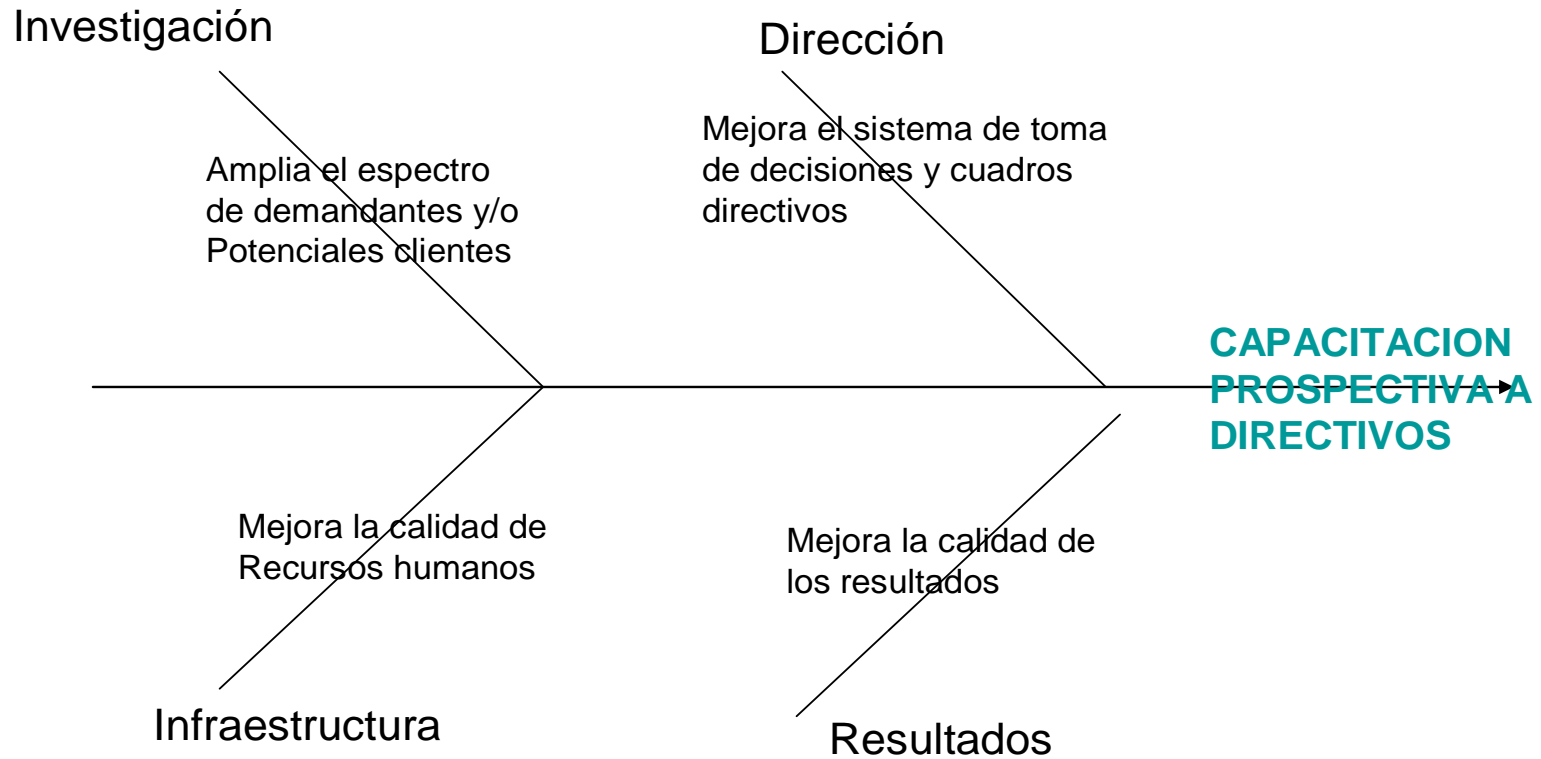 Investigación
Dirección
Amplia el espectro
de demandantes y/o
Potenciales clientes
Mejora el sistema de toma
de decisiones y cuadros
directivos
CAPACITACION
PROSPECTIVA A
DIRECTIVOS
Mejora la calidad de
Recursos humanos
Mejora la calidad de
los resultados
Infraestructura
Resultados